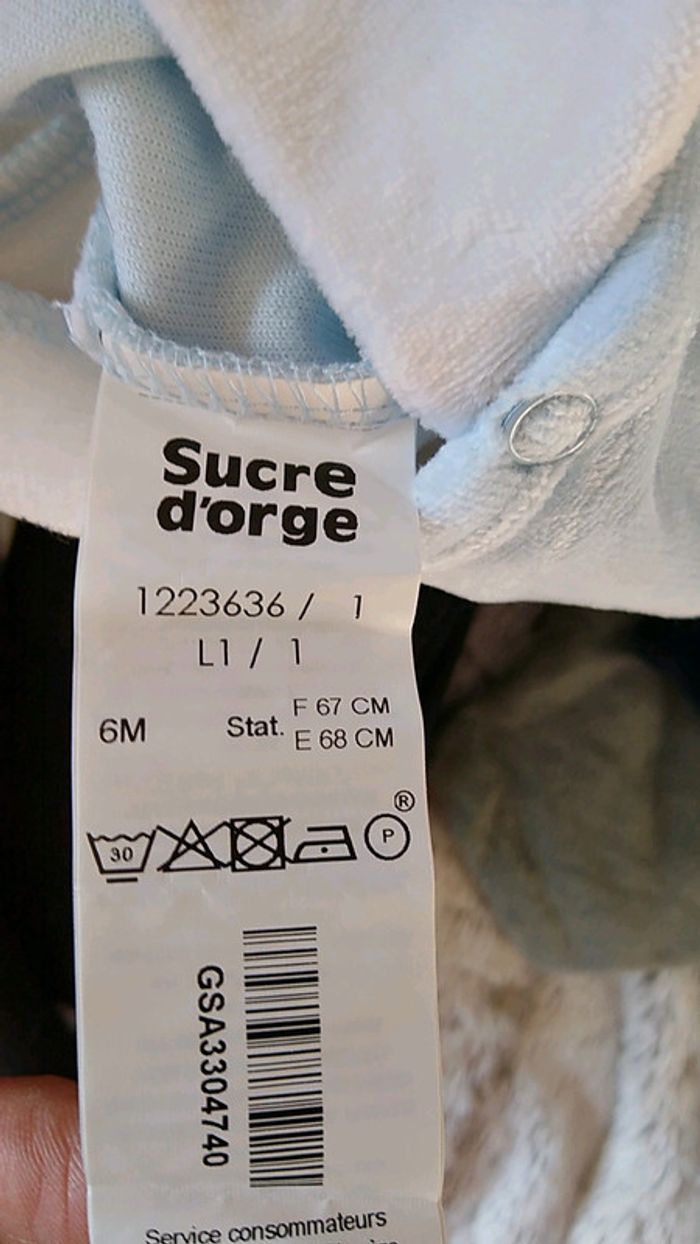 Sucre
d'orge
1223636 / 1
L1 / 1
6M Stat. F 67 CM
E 68 CM
®
30 P
GSA3304740
Service consommateurs